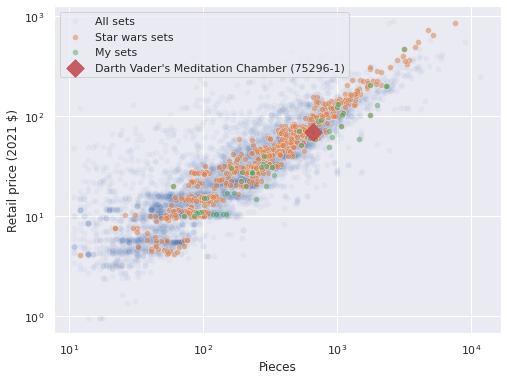 All sets
Star wars sets
My sets
Darth Vader's Meditation Chamber (75296-1)
10³
10²
10¹
10⁰
Retail price (2021 $)
10¹ 10² 10³ 10⁴
Pieces